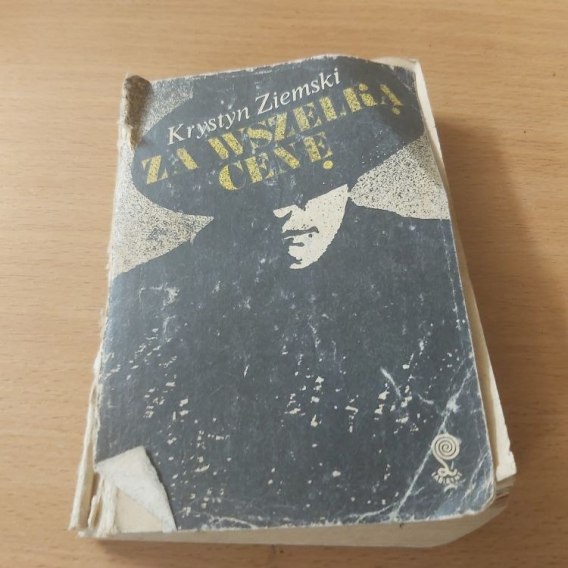 Krystyn Ziemski
ZA WSZELKĄ
CENĘ